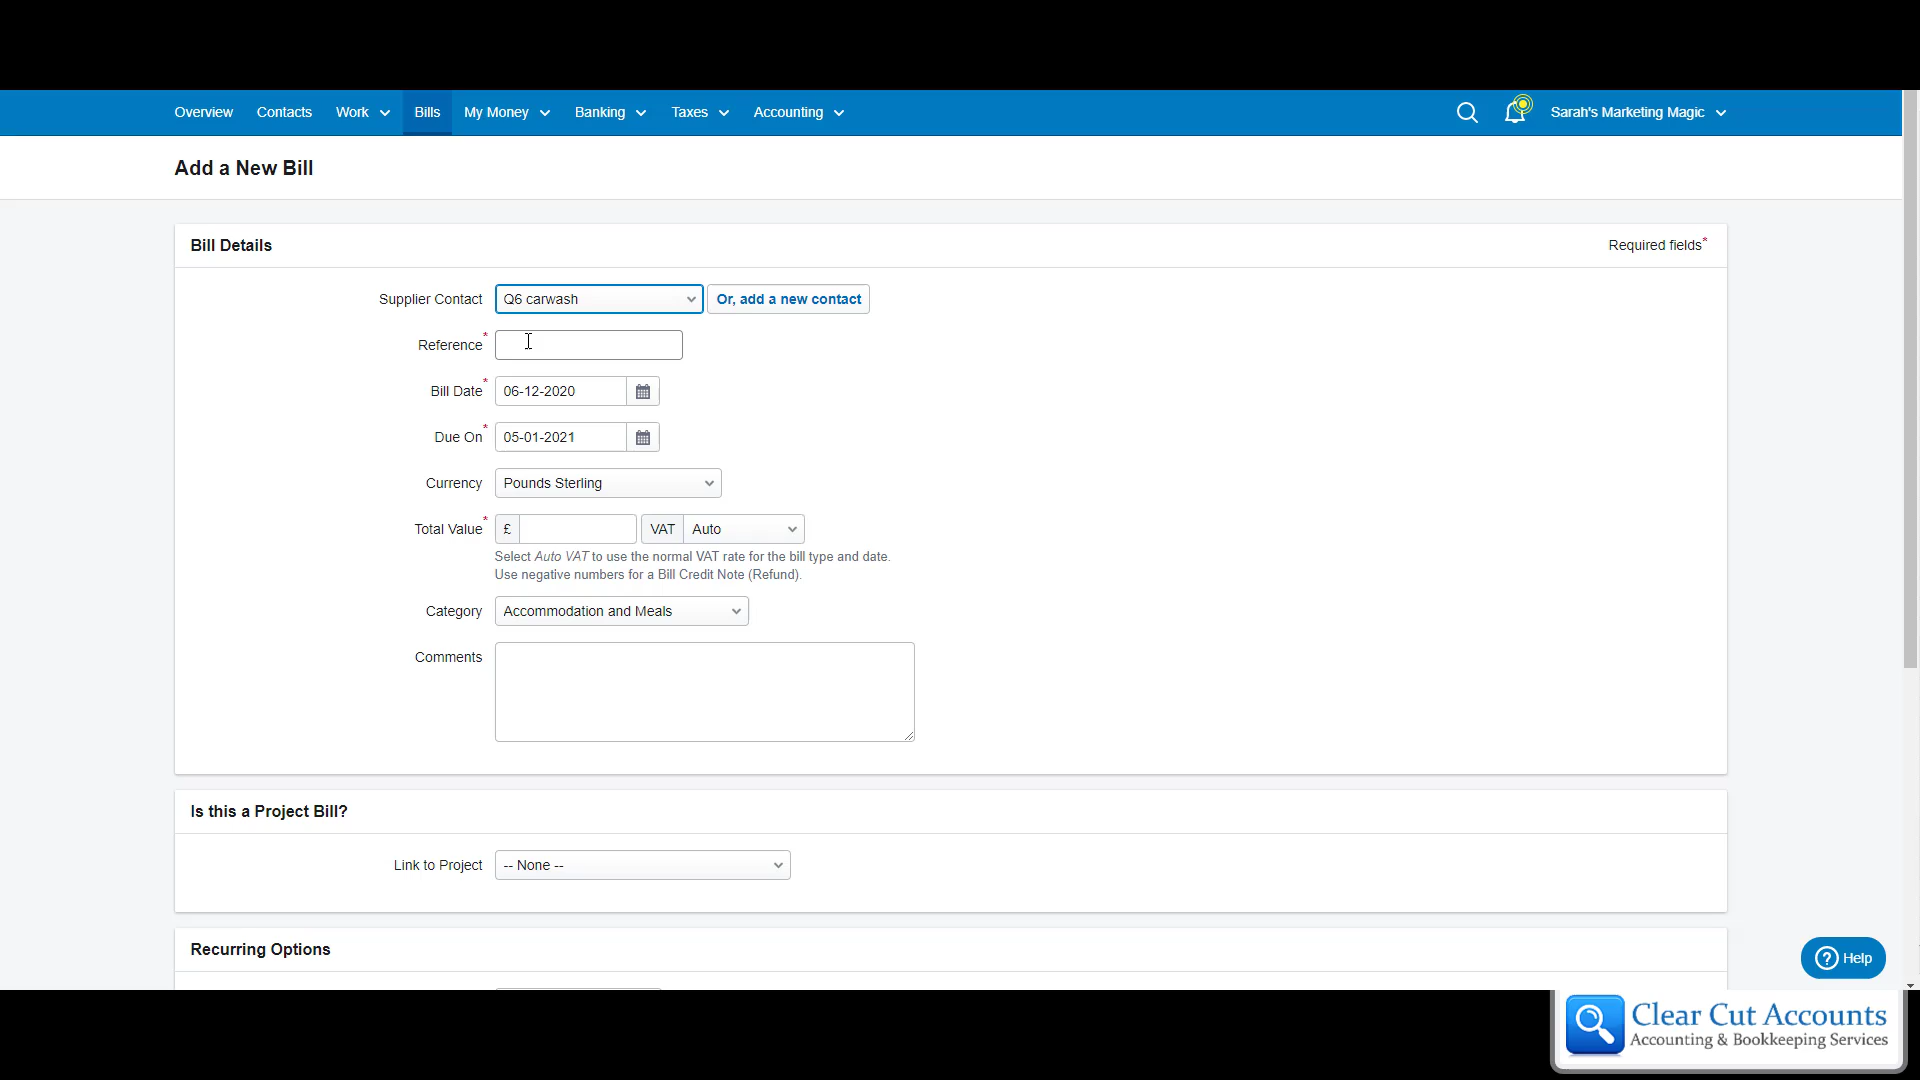 Overview Contacts Work Bills My Money Banking Taxes Accounting Sarah's Marketing Magic
Add a New Bill
Bill Details Required fields*
Supplier Contact Q6 carwash Or, add a new contact
Reference*
Bill Date* 06-12-2020
Due On* 05-01-2021
Currency Pounds Sterling
Total Value* £ VAT Auto
Select Auto VAT to use the normal VAT rate for the bill type and date.
Use negative numbers for a Bill Credit Note (Refund).
Category Accommodation and Meals
Comments
Is this a Project Bill?
Link to Project -- None --
Recurring Options
? Help
Clear Cut Accounts
Accounting & Bookkeeping Services